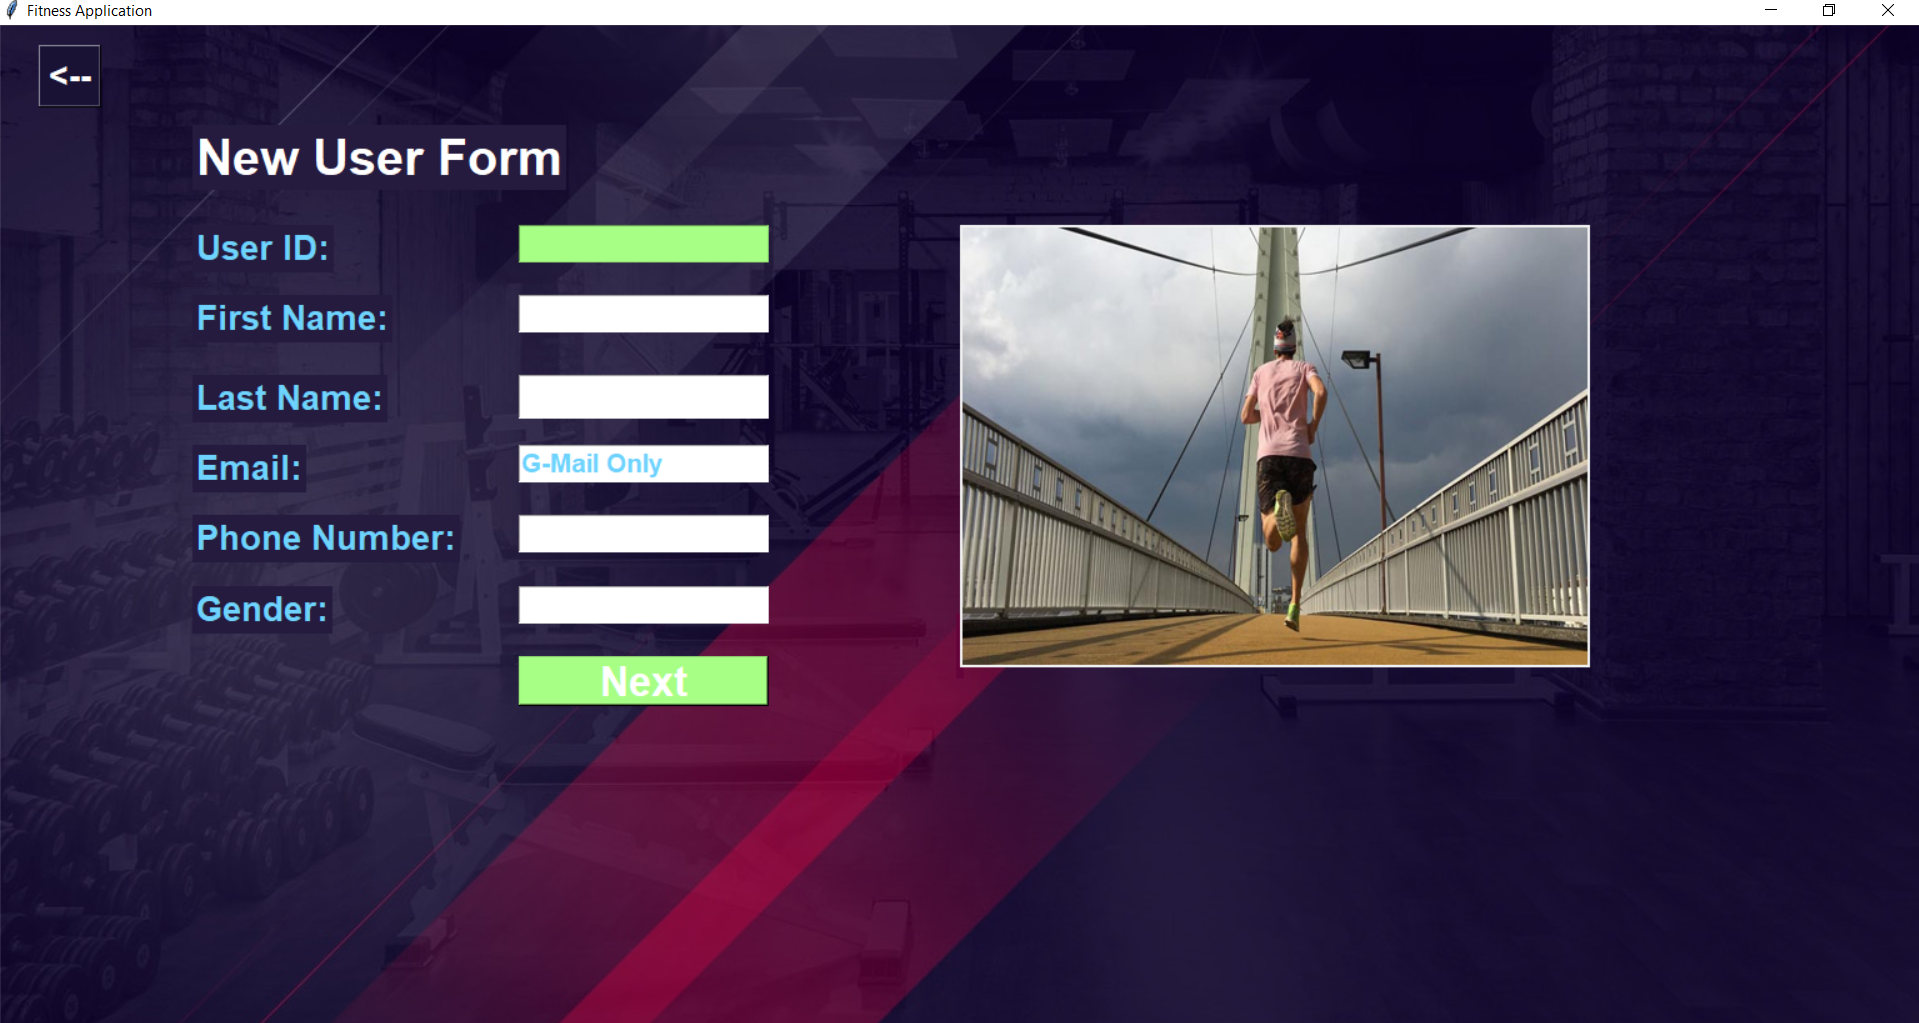 Fitness Application
<--
New User Form
User ID:
First Name:
Last Name:
Email:
G-Mail Only
Phone Number:
Gender:
Next